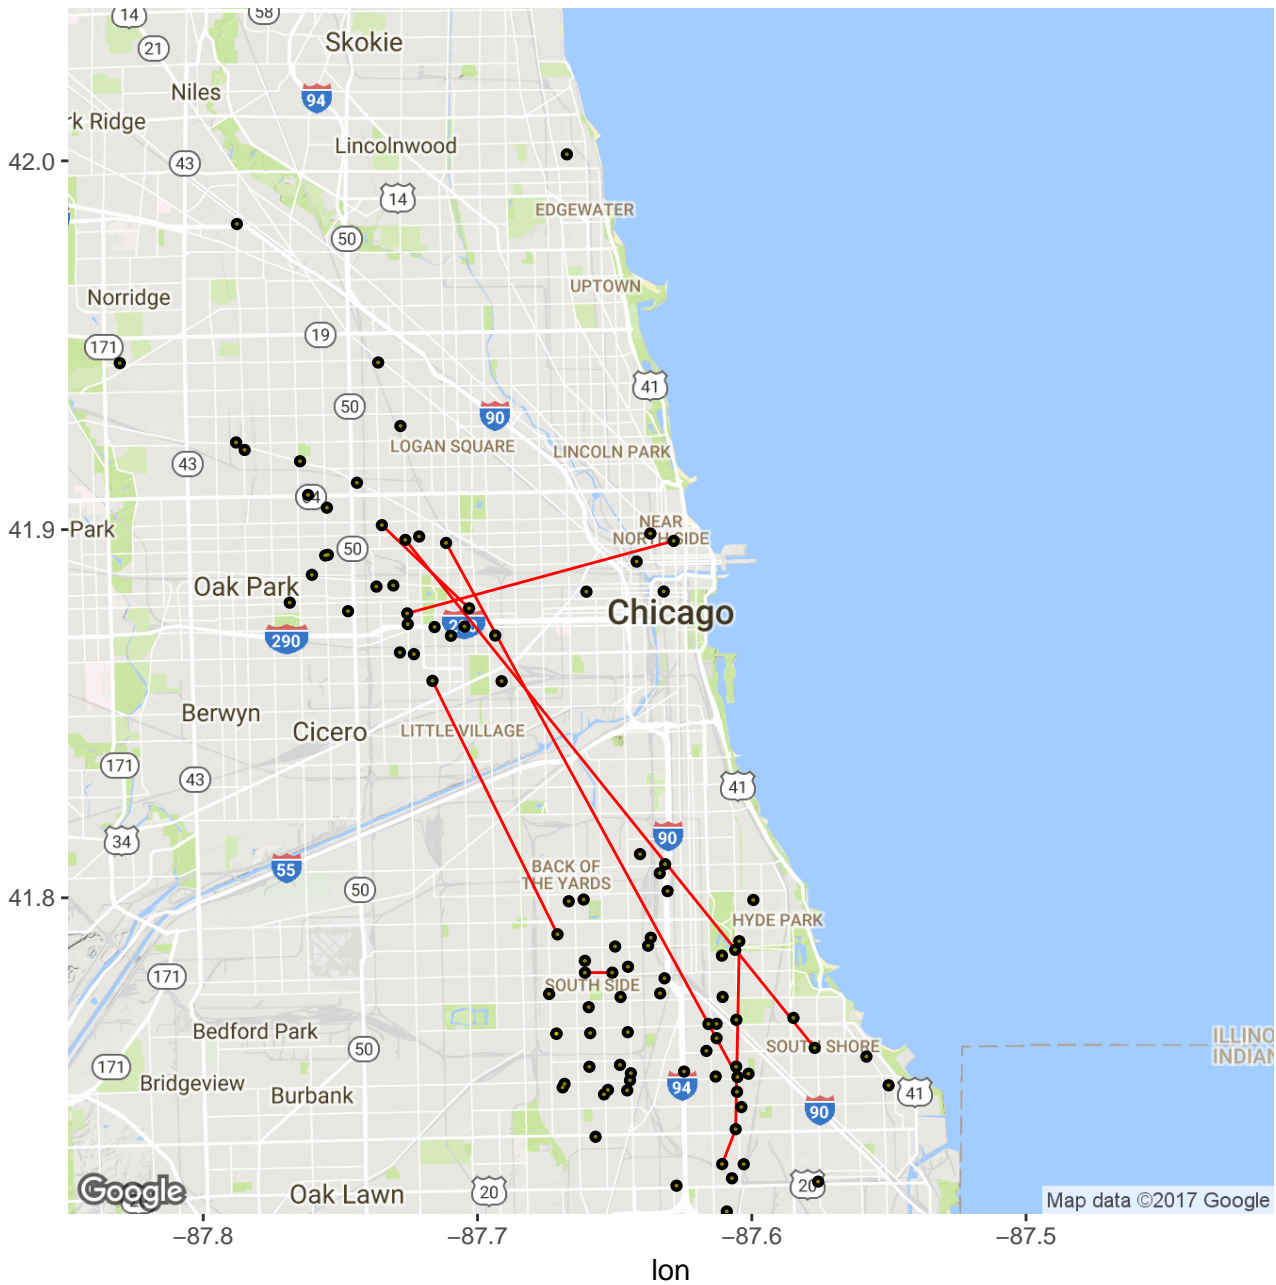 14
58
21
Skokie
Niles
94
rk Ridge
Lincolnwood
42.0
43
14
EDGEWATER
50
UPTOWN
Norridge
19
171
41
50
90
LOGAN SQUARE
LINCOLN PARK
43
NEAR
NORTH SIDE
41.9
Park
50
Oak Park
Chicago
290
Berwyn
LITTLE VILLAGE
Cicero
171
43
41
34
90
55
BACK OF
THE YARDS
50
41.8
HYDE PARK
171
SOUTH SIDE
Bedford Park
ILLINO
SOUTH SHORE
50
INDIAN
171
Bridgeview
94
Burbank
41
90
Google
Oak Lawn
20
20
Map data ©2017 Google
−87.8
−87.7
−87.6
−87.5
lon